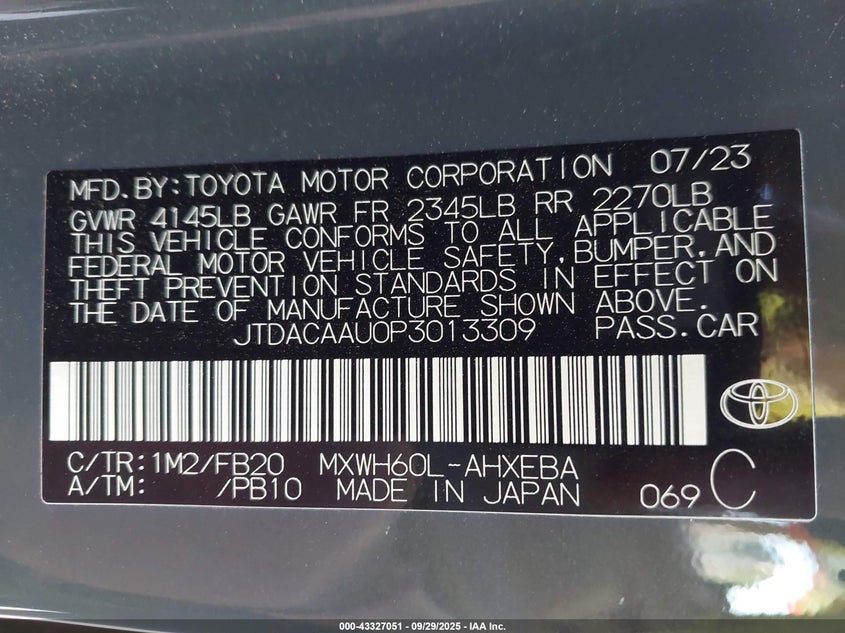 MFD.BY:TOYOTA MOTOR CORPORATION 07/23
GVWR 4145LB GAWR FR 2345LB RR 2270LB
THIS VEHICLE CONFORMS TO ALL APPLICABLE
FEDERAL MOTOR VEHICLE SAFETY,BUMPER,AND
THEFT PREVENTION STANDARDS IN EFFECT ON
THE DATE OF MANUFACTURE SHOWN ABOVE.
JTDACAAU0P3013309 PASS.CAR
C/TR:1M2/FB20 MXWH60L-AHXEBA
A/TM: /PB10 MADE IN JAPAN 069 C
000-43327051 | 09/29/2025 | IAA Inc.